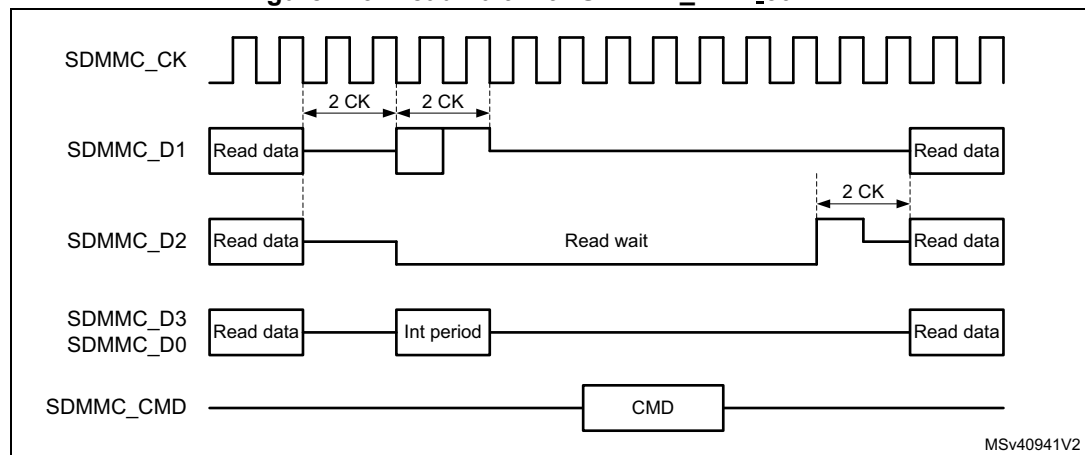 SDMMC_CK
2 CK 2 CK
SDMMC_D1 Read data Read data
2 CK
SDMMC_D2 Read data Read wait Read data
SDMMC_D3
SDMMC_D0
Read data Int period Read data
SDMMC_CMD CMD
MSv40941V2